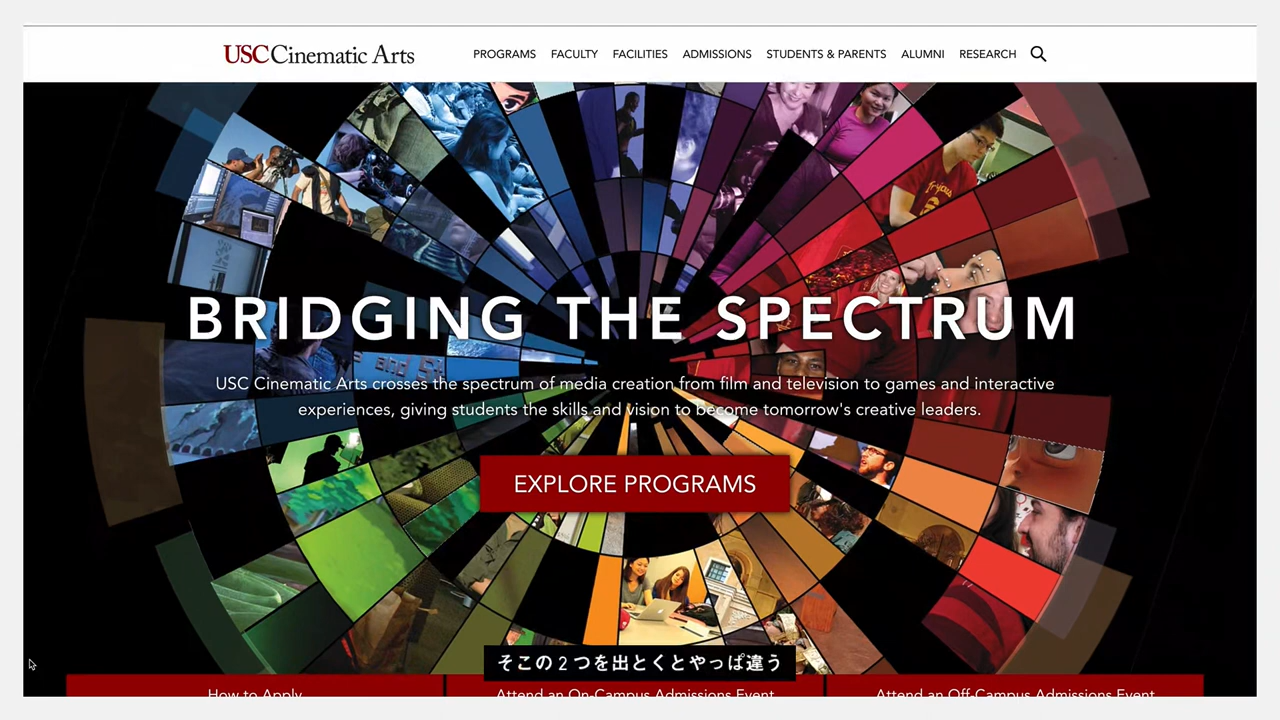 USC Cinematic Arts
PROGRAMS FACULTY FACILITIES ADMISSIONS STUDENTS & PARENTS ALUMNI RESEARCH
BRIDGING THE SPECTRUM
USC Cinematic Arts crosses the spectrum of media creation from film and television to games and interactive
experiences, giving students the skills and vision to become tomorrow's creative leaders.
EXPLORE PROGRAMS
そこの2つを出とくとやっぱ違う
How to Apply
Attend an On-Campus Admissions Event
Attend an Off-Campus Admissions Event